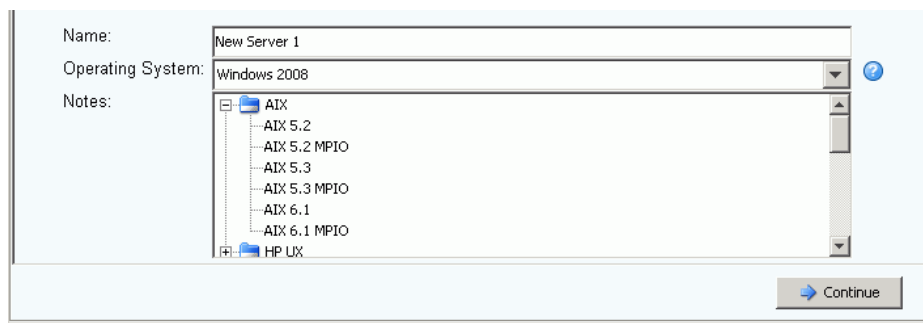 Name:
New Server 1
Operating System:
Windows 2008
Notes:
AIX
AIX 5.2
AIX 5.2 MPIO
AIX 5.3
AIX 5.3 MPIO
AIX 6.1
AIX 6.1 MPIO
HP UX
Continue